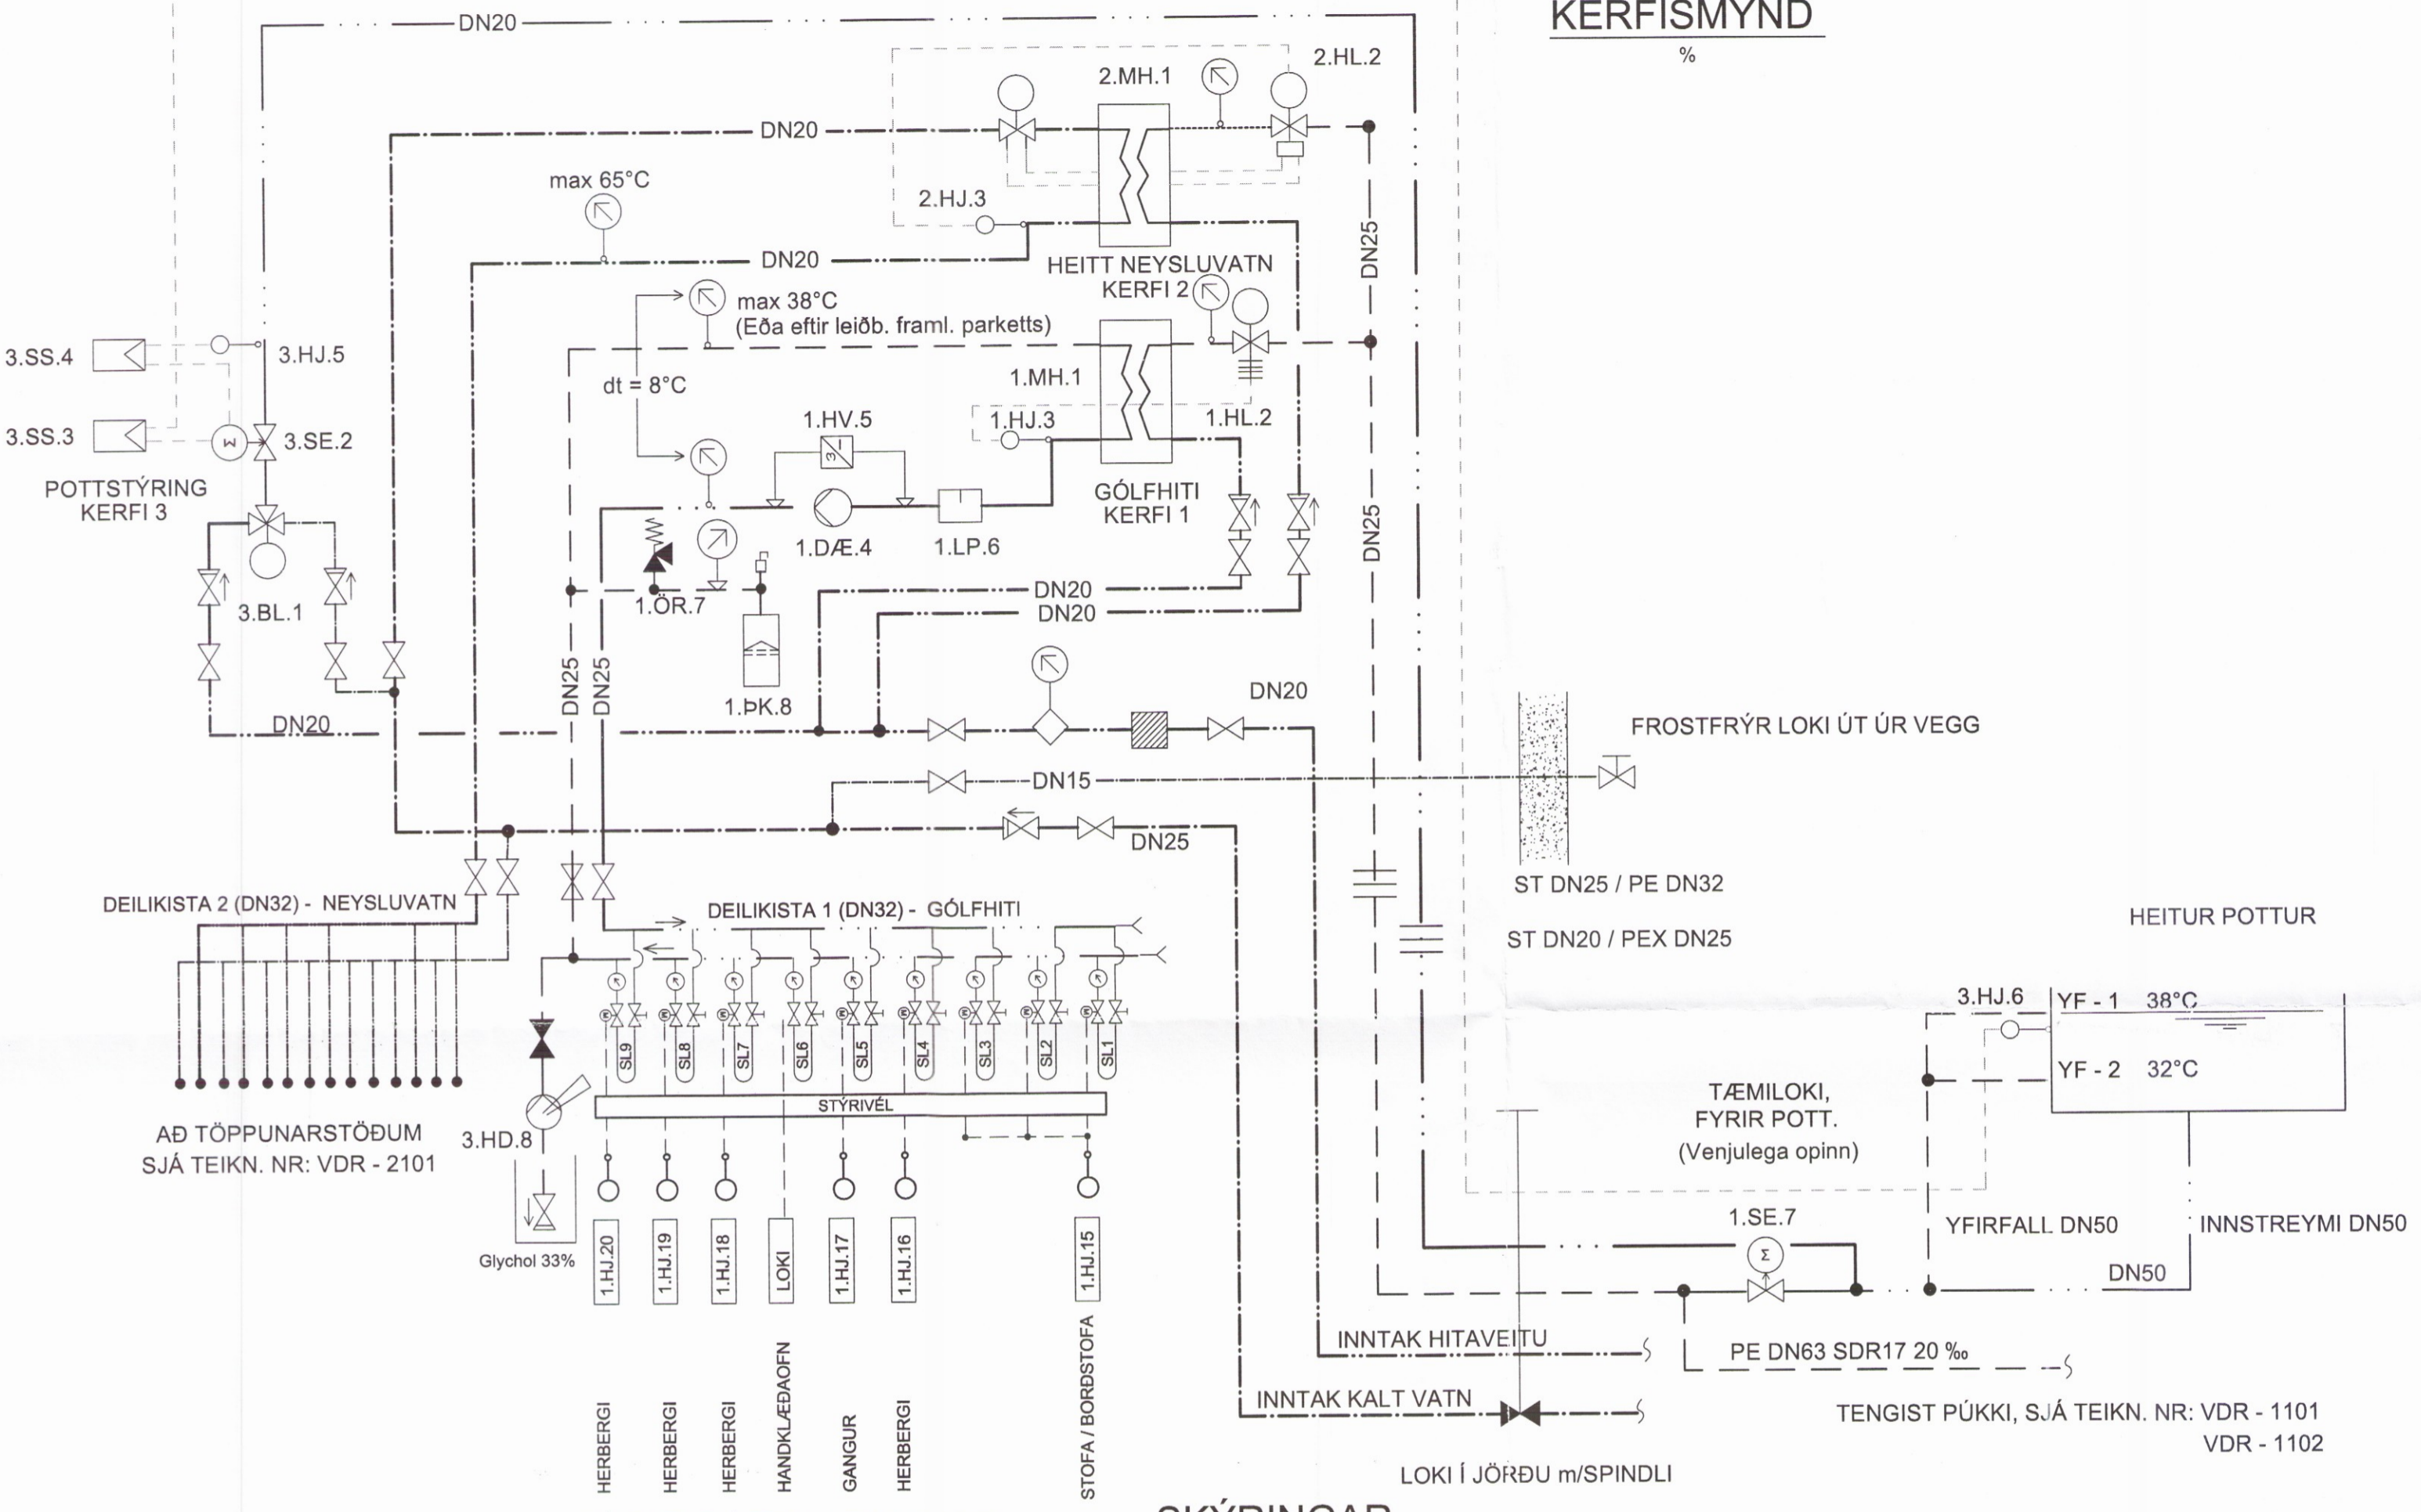 KERFISMYND
%
DN20
2.HL.2
2.MH.1
DN20
max 65°C
2.HJ.3
DN25
DN20
HEITT NEYSLUVATN
KERFI 2
max 38°C
(Eða eftir leiðb. framl. parketts)
3.SS.4
3.HJ.5
dt = 8°C
1.MH.1
1.HV.5
1.HJ.3
1.HL.2
3.SS.3
Σ
3.SE.2
POTTSTÝRING
KERFI 3
GÓLFHITI
KERFI 1
DN25
1.DÆ.4
1.LP.6
DN20
3.BL.1
1.ÖR.7
DN20
DN25
DN25
1.ÞK.8
DN20
DN20
FROSTFRÝR LOKI ÚT ÚR VEGG
DN15
DN25
ST DN25 / PE DN32
DEILIKISTA 2 (DN32) - NEYSLUVATN
DEILIKISTA 1 (DN32) - GÓLFHITI
HEITUR POTTUR
ST DN20 / PEX DN25
3.HJ.6
YF - 1 38°C
SL9
SL8
SL7
SL6
SL5
SL4
SL3
SL2
SL1
YF - 2 32°C
TÆMILOKI,
FYRIR POTT.
(Venjulega opinn)
STÝRIVÉL
AÐ TÖPPUNARSTÖÐUM
SJÁ TEIKN. NR: VDR - 2101
3.HD.8
1.SE.7
Σ
YFIRFALL DN50
INNSTREYMI DN50
Glychol 33%
1.HJ.20
1.HJ.19
1.HJ.18
LOKI
1.HJ.17
1.HJ.16
1.HJ.15
DN50
INNTAK HITAVEITU
PE DN63 SDR17 20 ‰
INNTAK KALT VATN
HERBERGI
HERBERGI
HERBERGI
HANDKLÆÐAOFN
GANGUR
HERBERGI
STOFA / BORÐSTOFA
TENGIST PÚKKI, SJÁ TEIKN. NR: VDR - 1101
VDR - 1102
LOKI Í JÖRÐU m/SPINDLI
SKÝRINGAR